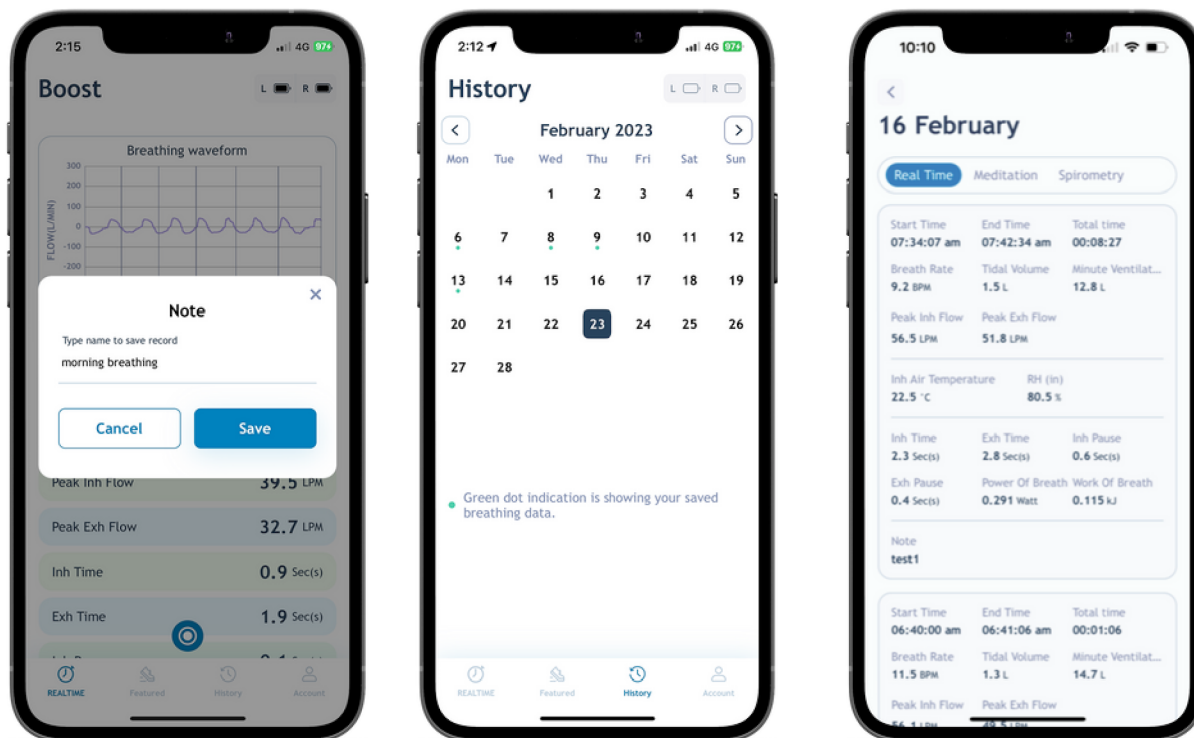 2:15
4G 97
Boost
L R
Breathing waveform
300
200
100
0
-100
-200
FLOW(L/MIN)
Note
Type name to save record
morning breathing
Cancel Save
Peak Inh Flow 39.5 LPM
Peak Exh Flow 32.7 LPM
Inh Time 0.9 Sec(s)
Exh Time 1.9 Sec(s)
REALTIME Featured History Account
2:12
4G 97
History
L R
February 2023
Mon Tue Wed Thu Fri Sat Sun
1 2 3 4 5
6 7 8 9 10 11 12
13 14 15 16 17 18 19
20 21 22 23 24 25 26
27 28
Green dot indication is showing your saved
breathing data.
REALTIME Featured History Account
10:10
16 February
Real Time Meditation Spirometry
Start Time End Time Total time
07:34:07 am 07:42:34 am 00:08:27
Breath Rate Tidal Volume Minute Ventilat...
9.2 BPM 1.5 L 12.8 L
Peak Inh Flow Peak Exh Flow
56.5 LPM 51.8 LPM
Inh Air Temperature RH (in)
22.5 °C 80.5 %
Inh Time Exh Time Inh Pause
2.3 Sec(s) 2.8 Sec(s) 0.6 Sec(s)
Exh Pause Power Of Breath Work Of Breath
0.4 Sec(s) 0.291 Watt 0.115 kJ
Note
test1
Start Time End Time Total time
06:40:00 am 06:41:06 am 00:01:06
Breath Rate Tidal Volume Minute Ventilat...
11.5 BPM 1.3 L 14.7 L
Peak Inh Flow Peak Exh Flow
56.1 LPM 49.5 LPM